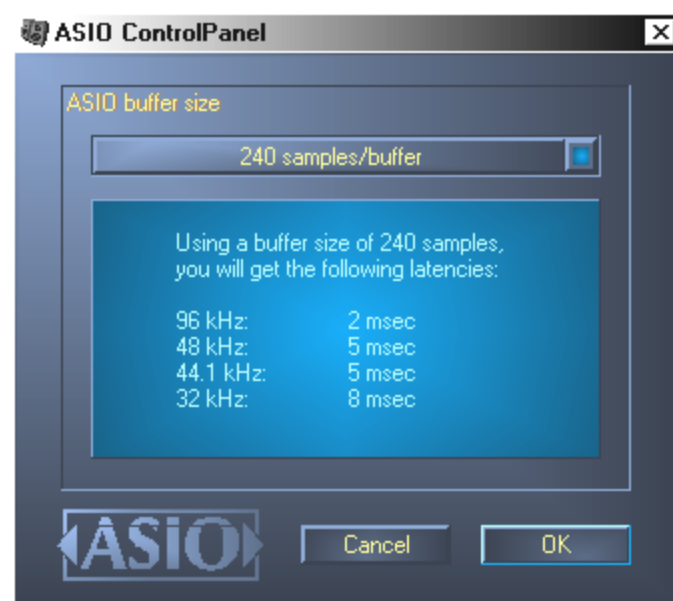 ASIO ControlPanel
ASIO buffer size
240 samples/buffer
Using a buffer size of 240 samples,
you will get the following latencies:
96 kHz: 2 msec
48 kHz: 5 msec
44.1 kHz: 5 msec
32 kHz: 8 msec
ASIO
Cancel
OK